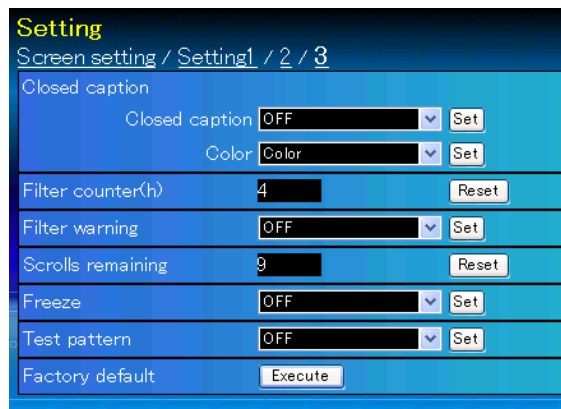 Setting
Screen setting / Setting1 / 2 / 3
Closed caption
Closed caption OFF Set
Color Color Set
Filter counter(h) 4 Reset
Filter warning OFF Set
Scrolls remaining 9 Reset
Freeze OFF Set
Test pattern OFF Set
Factory default Execute